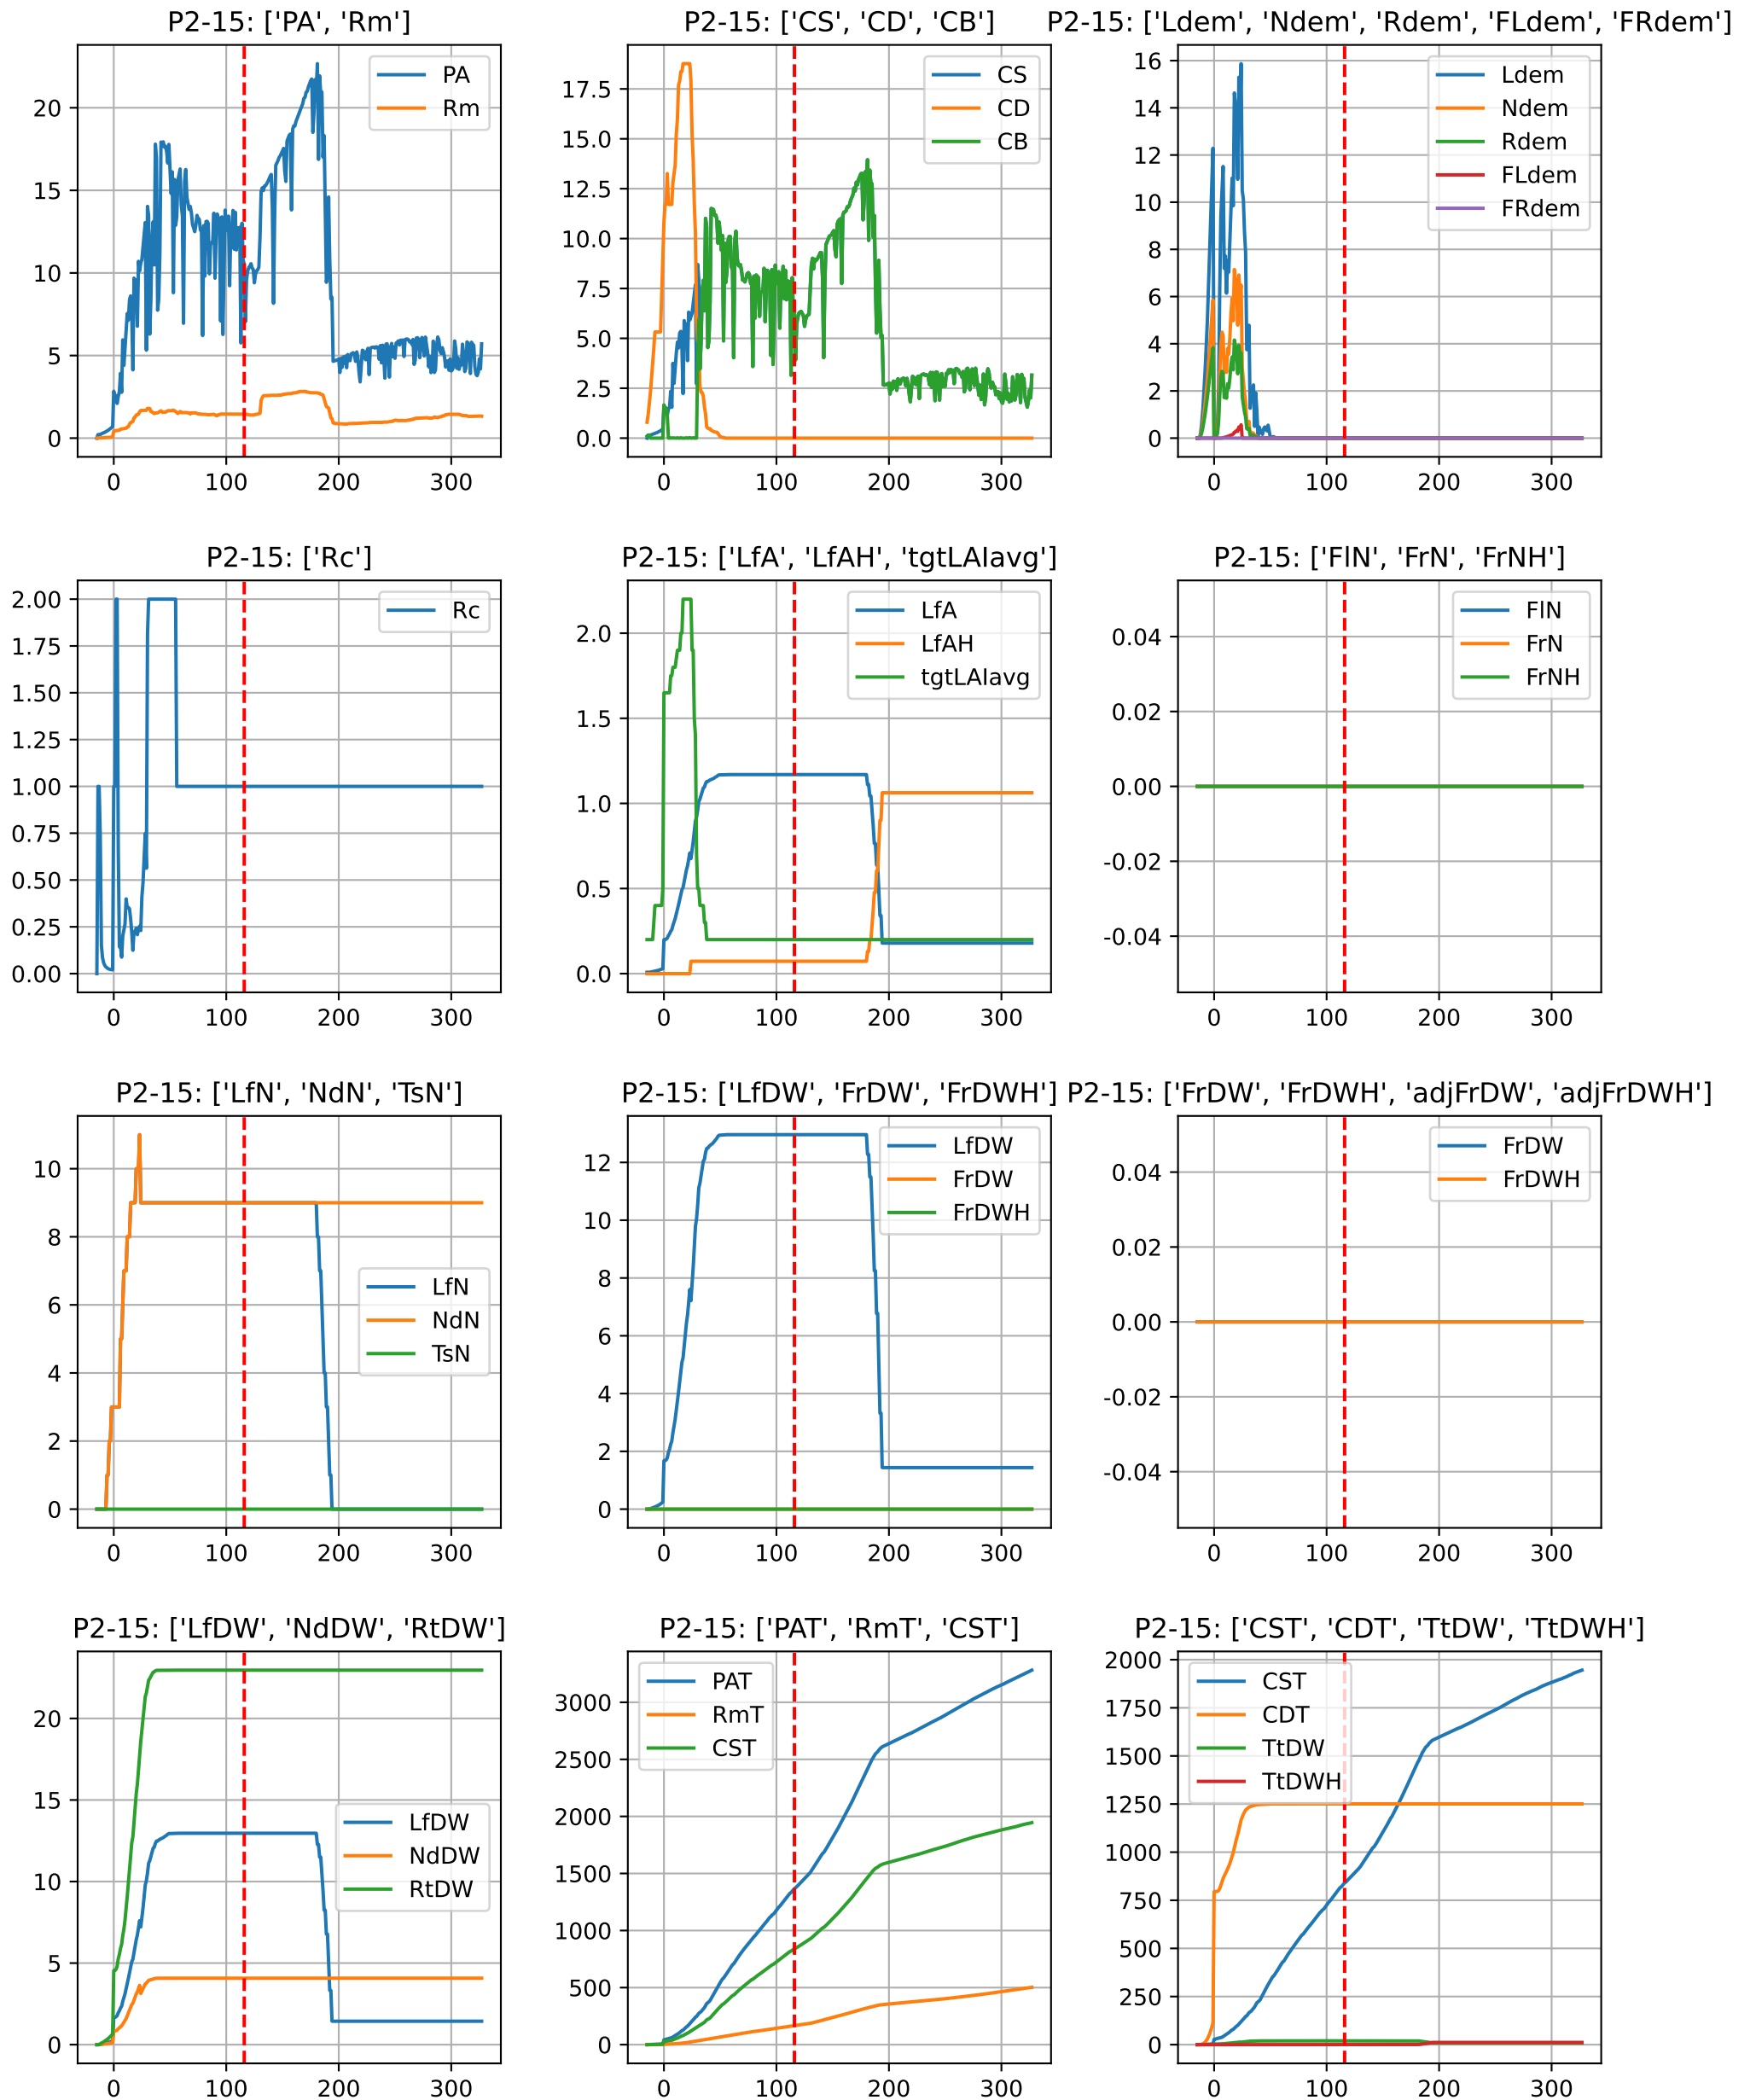 P2-15: ['PA', 'Rm']
20
15
10
5
0
0 100 200 300
PA
Rm
P2-15: ['CS', 'CD', 'CB']
17.5
15.0
12.5
10.0
7.5
5.0
2.5
0.0
0 100 200 300
CS
CD
CB
P2-15: ['Ldem', 'Ndem', 'Rdem', 'FLdem', 'FRdem']
16
14
12
10
8
6
4
2
0
0 100 200 300
Ldem
Ndem
Rdem
FLdem
FRdem
P2-15: ['Rc']
2.00
1.75
1.50
1.25
1.00
0.75
0.50
0.25
0.00
0 100 200 300
Rc
P2-15: ['LfA', 'LfAH', 'tgtLAIavg']
2.0
1.5
1.0
0.5
0.0
0 100 200 300
LfA
LfAH
tgtLAIavg
P2-15: ['FlN', 'FrN', 'FrNH']
0.04
0.02
0.00
-0.02
-0.04
0 100 200 300
FlN
FrN
FrNH
P2-15: ['LfN', 'NdN', 'TsN']
10
8
6
4
2
0
0 100 200 300
LfN
NdN
TsN
P2-15: ['LfDW', 'FrDW', 'FrDWH']
12
10
8
6
4
2
0
0 100 200 300
LfDW
FrDW
FrDWH
P2-15: ['FrDW', 'FrDWH', 'adjFrDW', 'adjFrDWH']
0.04
0.02
0.00
-0.02
-0.04
0 100 200 300
FrDW
FrDWH
P2-15: ['LfDW', 'NdDW', 'RtDW']
20
15
10
5
0
0 100 200 300
LfDW
NdDW
RtDW
P2-15: ['PAT', 'RmT', 'CST']
3000
2500
2000
1500
1000
500
0
0 100 200 300
PAT
RmT
CST
P2-15: ['CST', 'CDT', 'TtDW', 'TtDWH']
2000
1750
1500
1250
1000
750
500
250
0
0 100 200 300
CST
CDT
TtDW
TtDWH